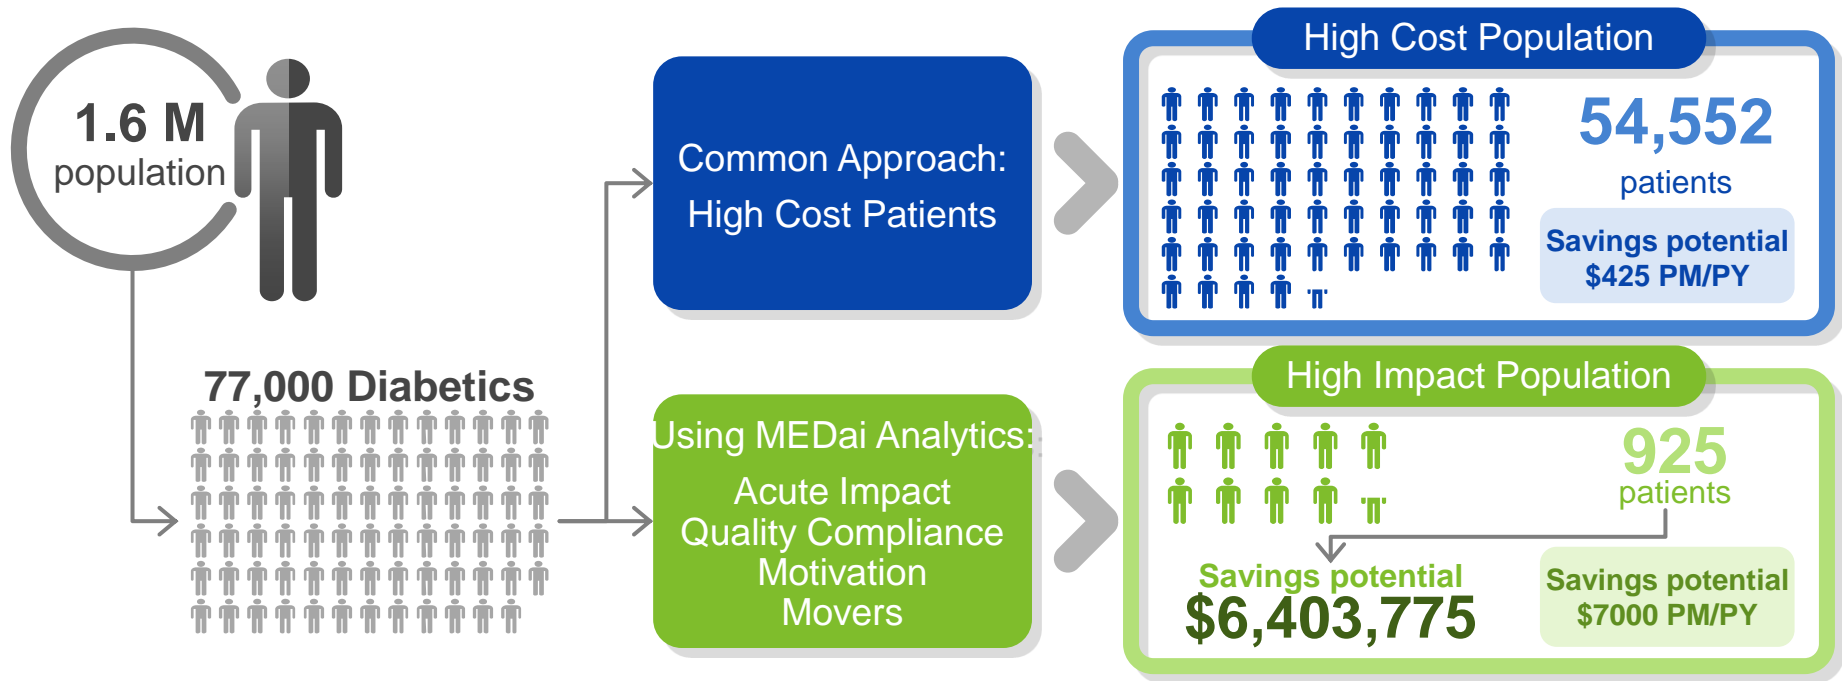 1.6 M
population
77,000 Diabetics
Common Approach:
High Cost Patients
Using MEDai Analytics:
Acute Impact
Quality Compliance
Motivation
Movers
High Cost Population
54,552
patients
Savings potential
$425 PM/PY
High Impact Population
925
patients
Savings potential
$6,403,775
Savings potential
$7000 PM/PY